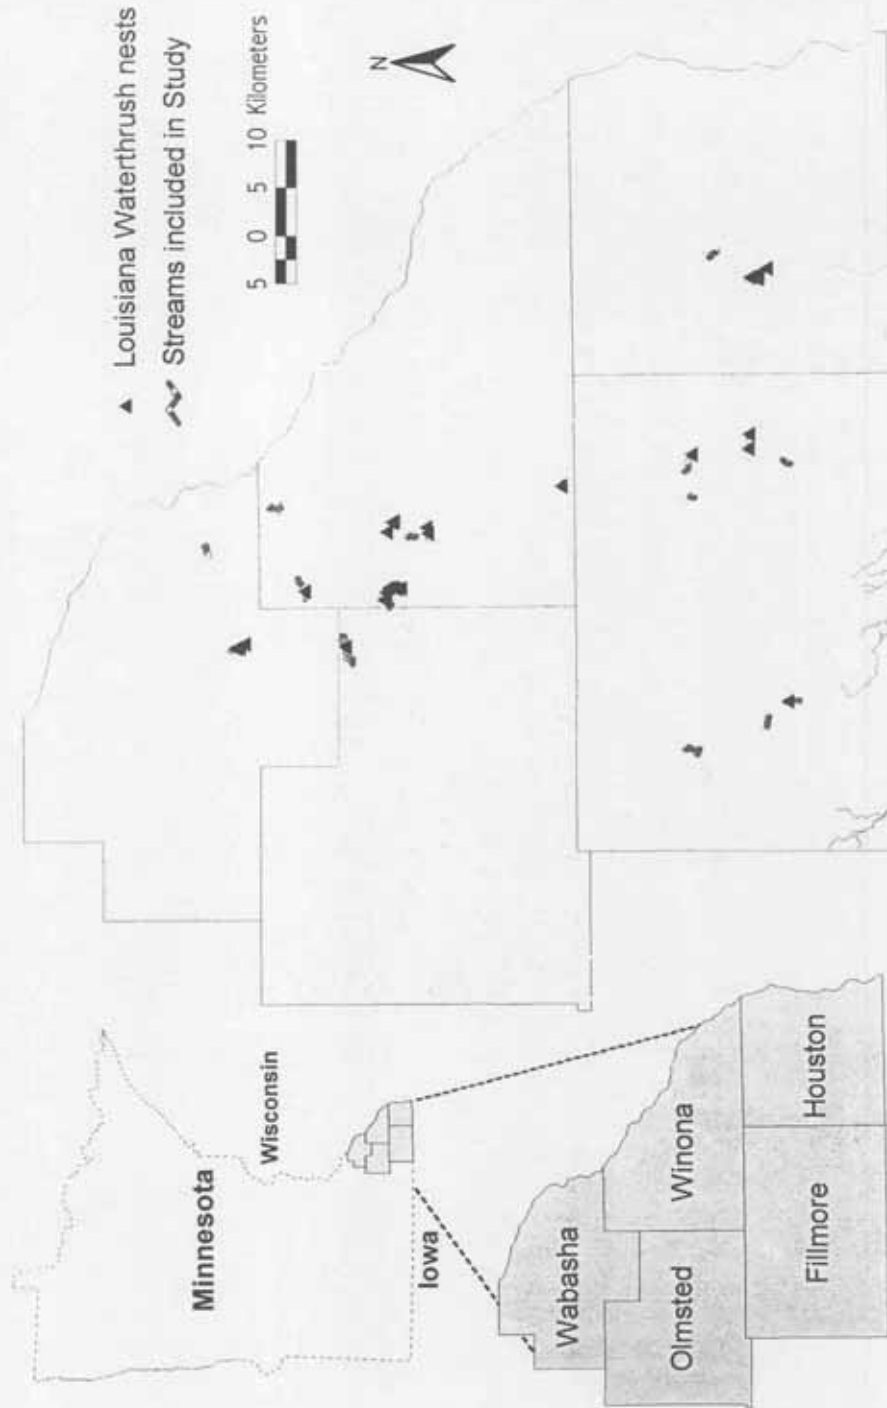 Louisiana Waterthrush nests
Streams included in Study
5 0 5 10 Kilometers
N
Minnesota
Wisconsin
Iowa
Wabasha
Olmsted
Winona
Fillmore
Houston